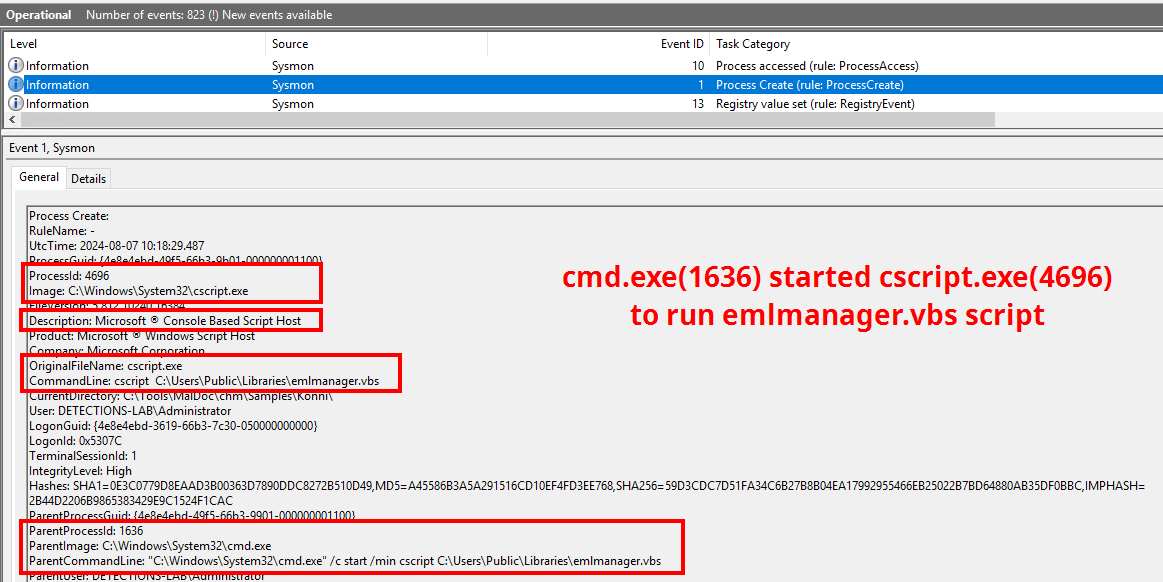 Operational Number of events: 823 (!) New events available
Level Source Event ID Task Category
Information Sysmon 10 Process accessed (rule: ProcessAccess)
Information Sysmon 1 Process Create (rule: ProcessCreate)
Information Sysmon 13 Registry value set (rule: RegistryEvent)
Event 1, Sysmon
General Details
Process Create:
RuleName: -
UtcTime: 2024-08-07 10:18:29.487
ProcessGuid: {4e8e4ebd-49f5-66b3-9b01-000000001100}
ProcessId: 4696
Image: C:\Windows\System32\cscript.exe
FileVersion: 5.812.10240.16384
Description: Microsoft ® Console Based Script Host
Product: Microsoft ® Windows Script Host
Company: Microsoft Corporation
OriginalFileName: cscript.exe
CommandLine: cscript C:\Users\Public\Libraries\emlmanager.vbs
CurrentDirectory: C:\Tools\MalDoc\chm\Samples\Konni\
User: DETECTIONS-LAB\Administrator
LogonGuid: {4e8e4ebd-3619-66b3-7c30-050000000000}
LogonId: 0x5307C
TerminalSessionId: 1
IntegrityLevel: High
Hashes: SHA1=0E3C0779D8EAAD3B00363D7890DDC8272B510D49,MD5=A45586B3A5A291516CD10EF4FD3EE768,SHA256=59D3CDC7D51FA34C6B27B8B04EA17992955466EB25022B7BD64880AB35DF0BBC,IMPHASH=
2B44D2206B9865383429E9C1524F1CAC
ParentProcessGuid: {4e8e4ebd-49f5-66b3-9901-000000001100}
ParentProcessId: 1636
ParentImage: C:\Windows\System32\cmd.exe
ParentCommandLine: "C:\Windows\System32\cmd.exe" /c start /min cscript C:\Users\Public\Libraries\emlmanager.vbs
ParentUser: DETECTIONS-LAB\Administrator
cmd.exe(1636) started cscript.exe(4696)
to run emlmanager.vbs script